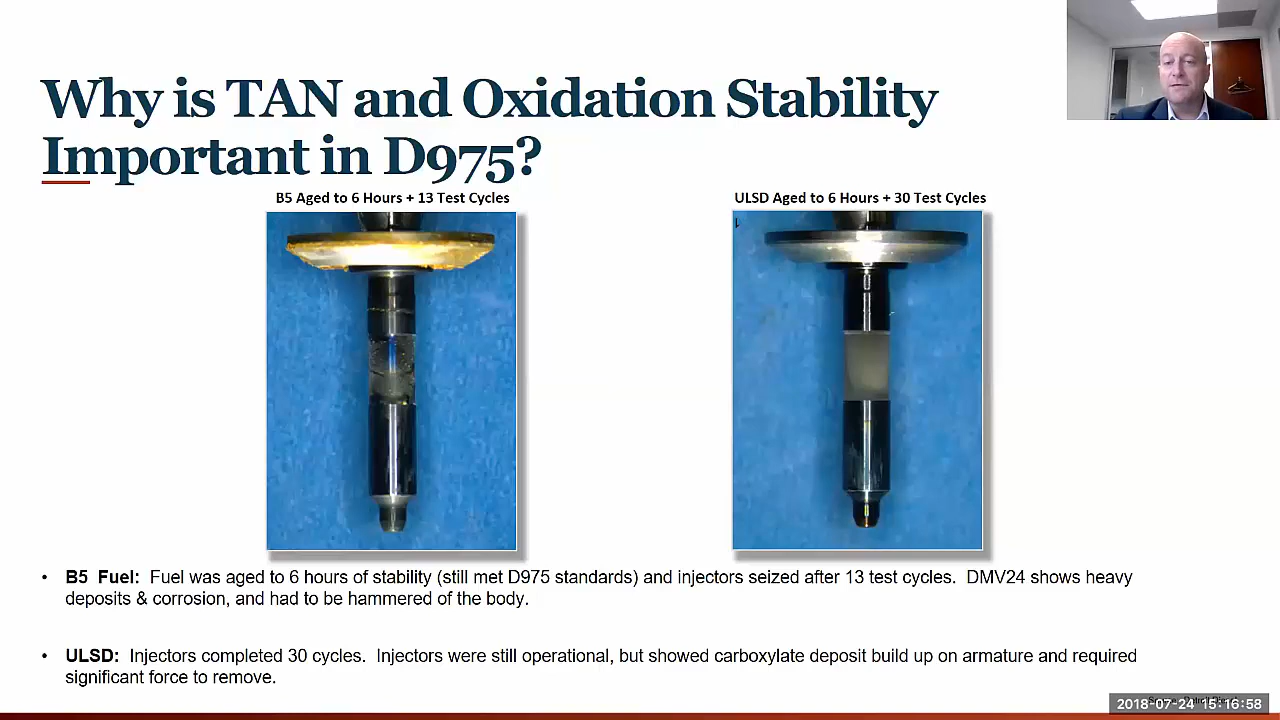 Why is TAN and Oxidation Stability
Important in D975?
B5 Aged to 6 Hours + 13 Test Cycles
ULSD Aged to 6 Hours + 30 Test Cycles
• B5 Fuel: Fuel was aged to 6 hours of stability (still met D975 standards) and injectors seized after 13 test cycles. DMV24 shows heavy
deposits & corrosion, and had to be hammered of the body.
• ULSD: Injectors completed 30 cycles. Injectors were still operational, but showed carboxylate deposit build up on armature and required
significant force to remove.
2018-07-24 15:16:58